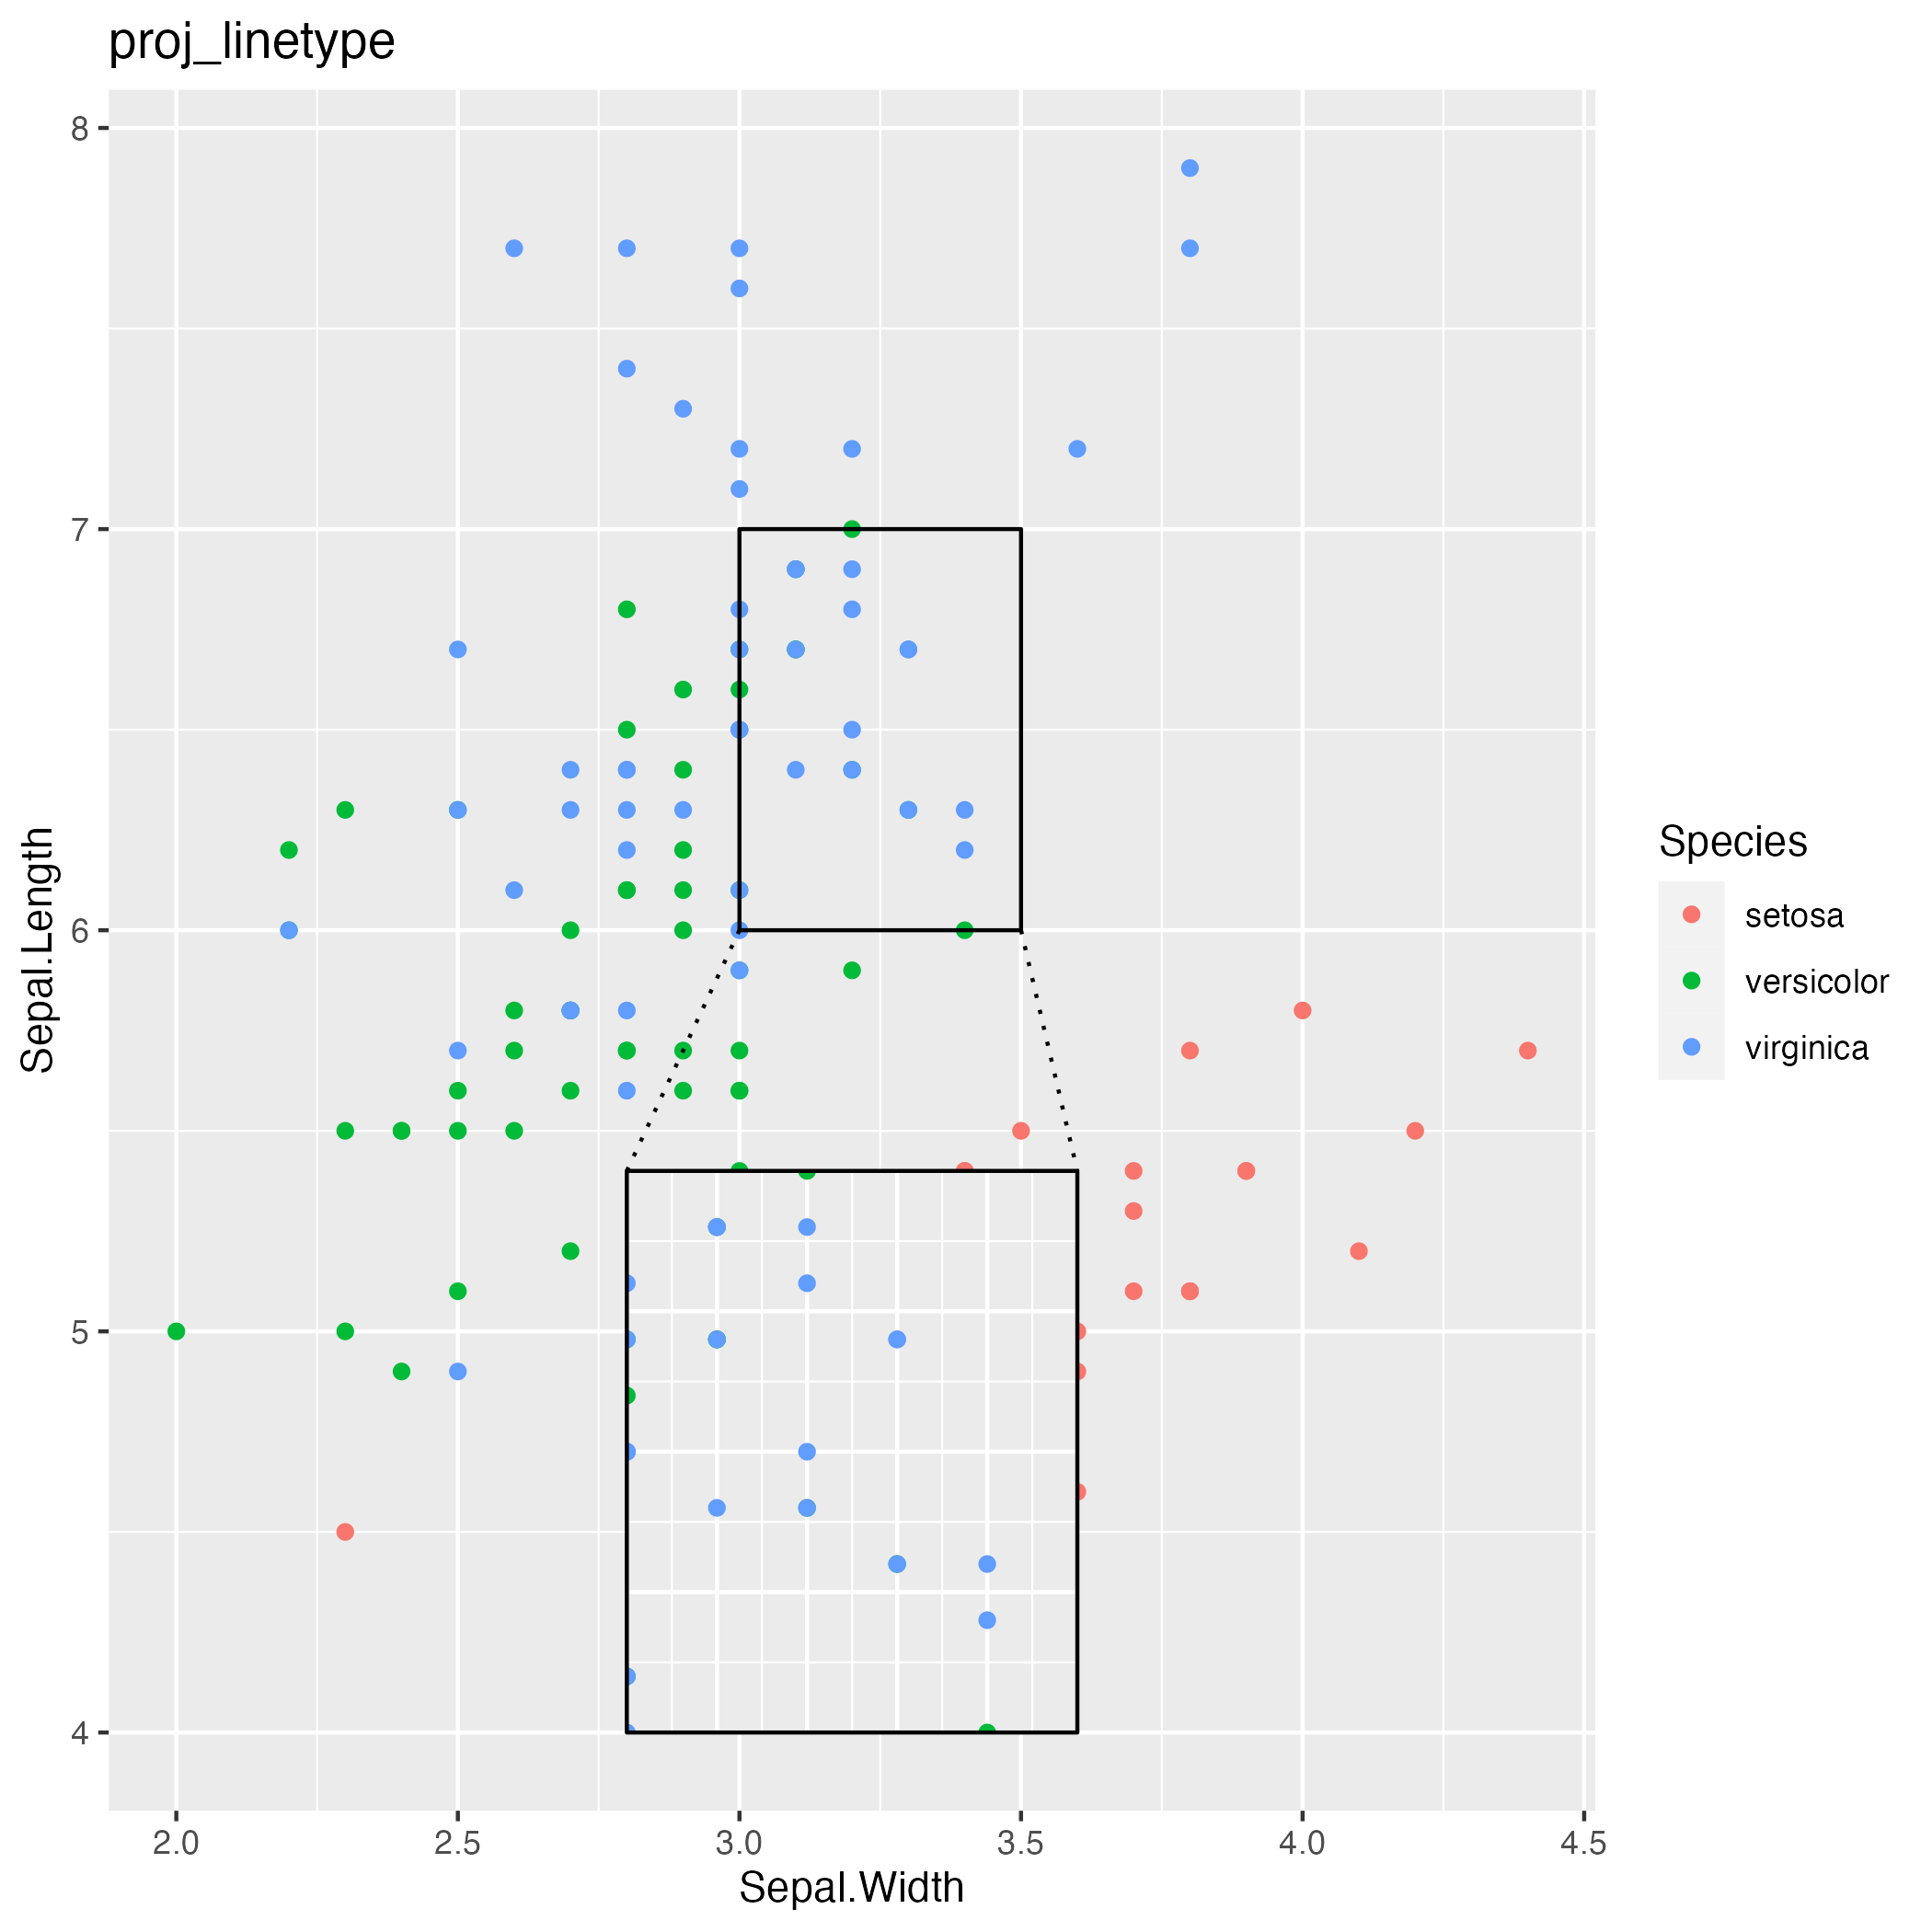 proj_linetype
8
7
6
5
4
Sepal.Length
2.0 2.5 3.0 3.5 4.0 4.5
Sepal.Width
Species
setosa
versicolor
virginica